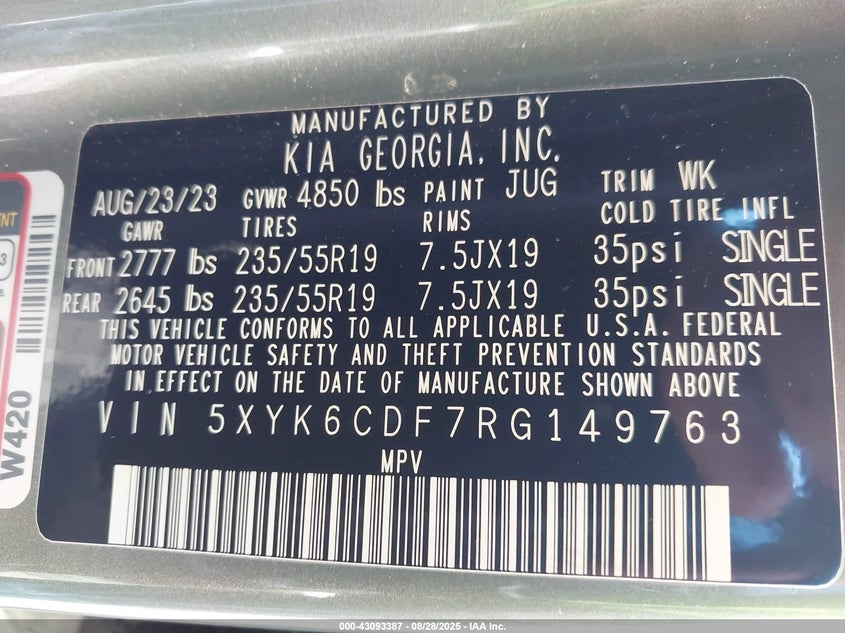 MANUFACTURED BY
KIA GEORGIA, INC.
AUG/23/23 GVWR 4850 lbs PAINT JUG TRIM WK
GAWR TIRES RIMS COLD TIRE INFL
FRONT 2777 lbs 235/55R19 7.5JX19 35psi SINGLE
REAR 2645 lbs 235/55R19 7.5JX19 35psi SINGLE
THIS VEHICLE CONFORMS TO ALL APPLICABLE U.S.A. FEDERAL
MOTOR VEHICLE SAFETY AND THEFT PREVENTION STANDARDS
IN EFFECT ON THE DATE OF MANUFACTURE SHOWN ABOVE
VIN 5XYK6CDF7RG149763
MPV
W420
000-43093387 - 08/28/2025 - IAA Inc.